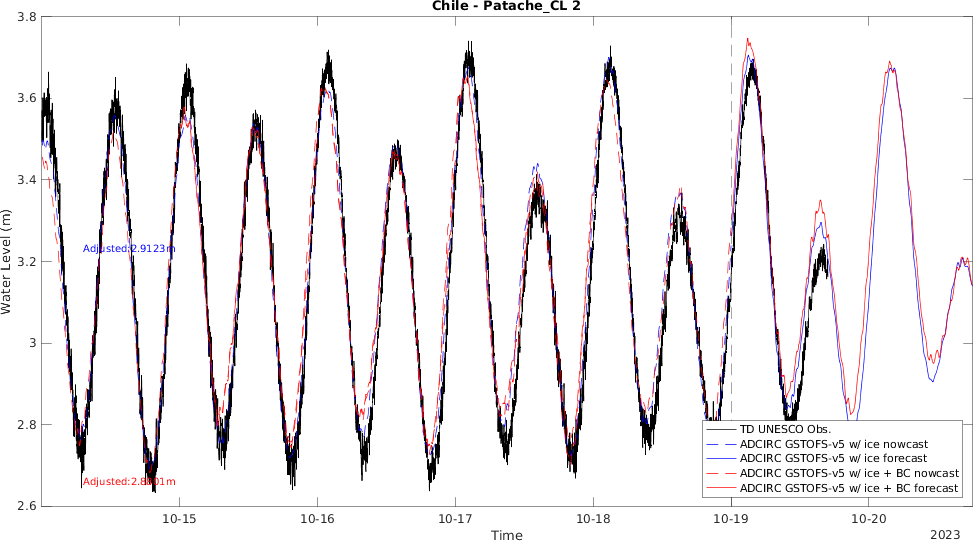 Chile - Patache_CL 2
3.8
3.6
3.4
3.2
3
2.8
2.6
Water Level (m)
Adjusted:2.9123m
TD UNESCO Obs.
ADCIRC GSTOFS-v5 w/ ice nowcast
ADCIRC GSTOFS-v5 w/ ice forecast
ADCIRC GSTOFS-v5 w/ ice + BC nowcast
ADCIRC GSTOFS-v5 w/ ice + BC forecast
10-15
10-16
10-17
10-18
10-19
10-20
Time
2023